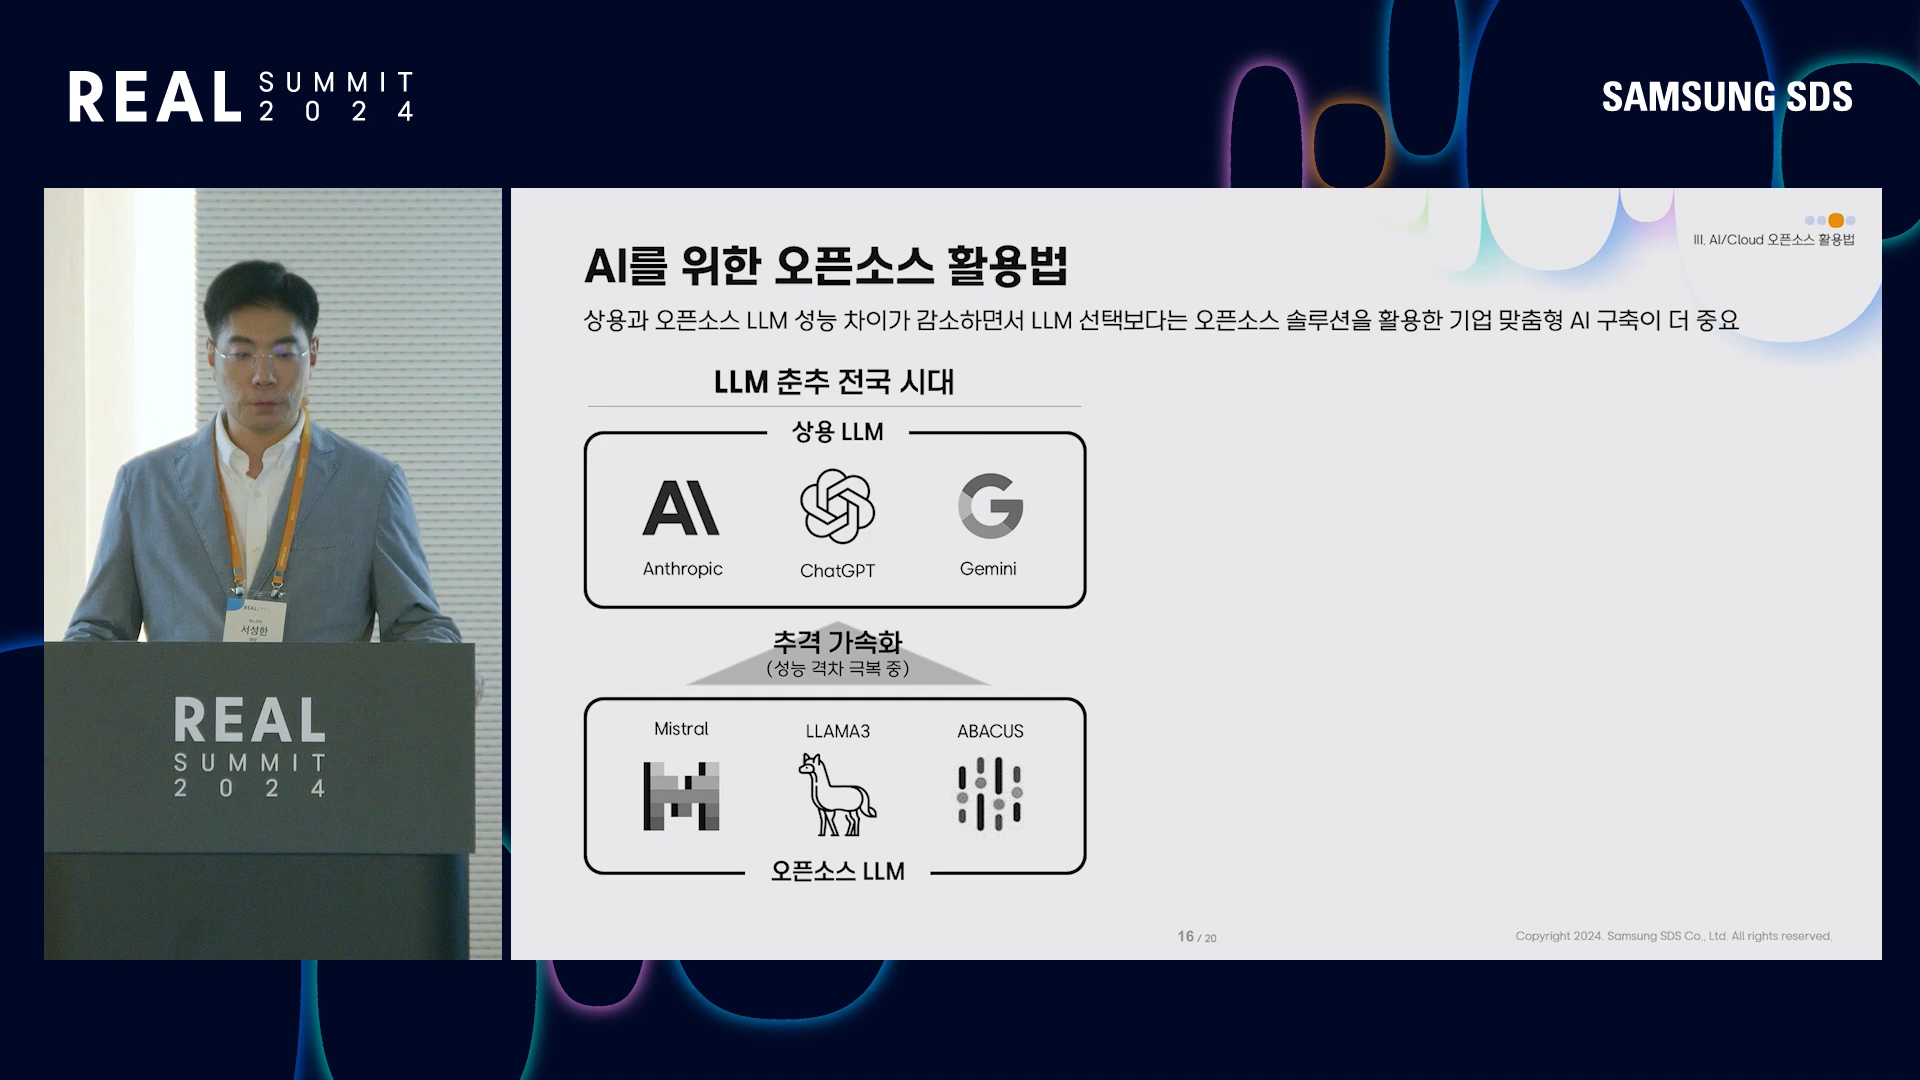 REAL SUMMIT 2024
SAMSUNG SDS
REAL
SUMMIT
2024
서성한
III. AI/Cloud 오픈소스 활용법
AI를 위한 오픈소스 활용법
상용과 오픈소스 LLM 성능 차이가 감소하면서 LLM 선택보다는 오픈소스 솔루션을 활용한 기업 맞춤형 AI 구축이 더 중요
LLM 춘추 전국 시대
상용 LLM
Anthropic
ChatGPT
Gemini
추격 가속화
(성능 격차 극복 중)
Mistral
LLAMA3
ABACUS
오픈소스 LLM
16 / 20
Copyright 2024. Samsung SDS Co., Ltd. All rights reserved.